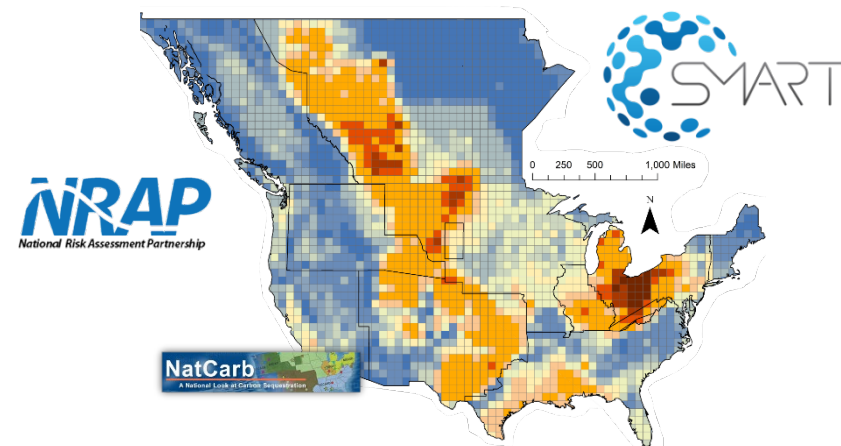 SMART
0 250 500 1,000 Miles
N
NRAP
National Risk Assessment Partnership
NatCarb
A National Look at Carbon Sequestration